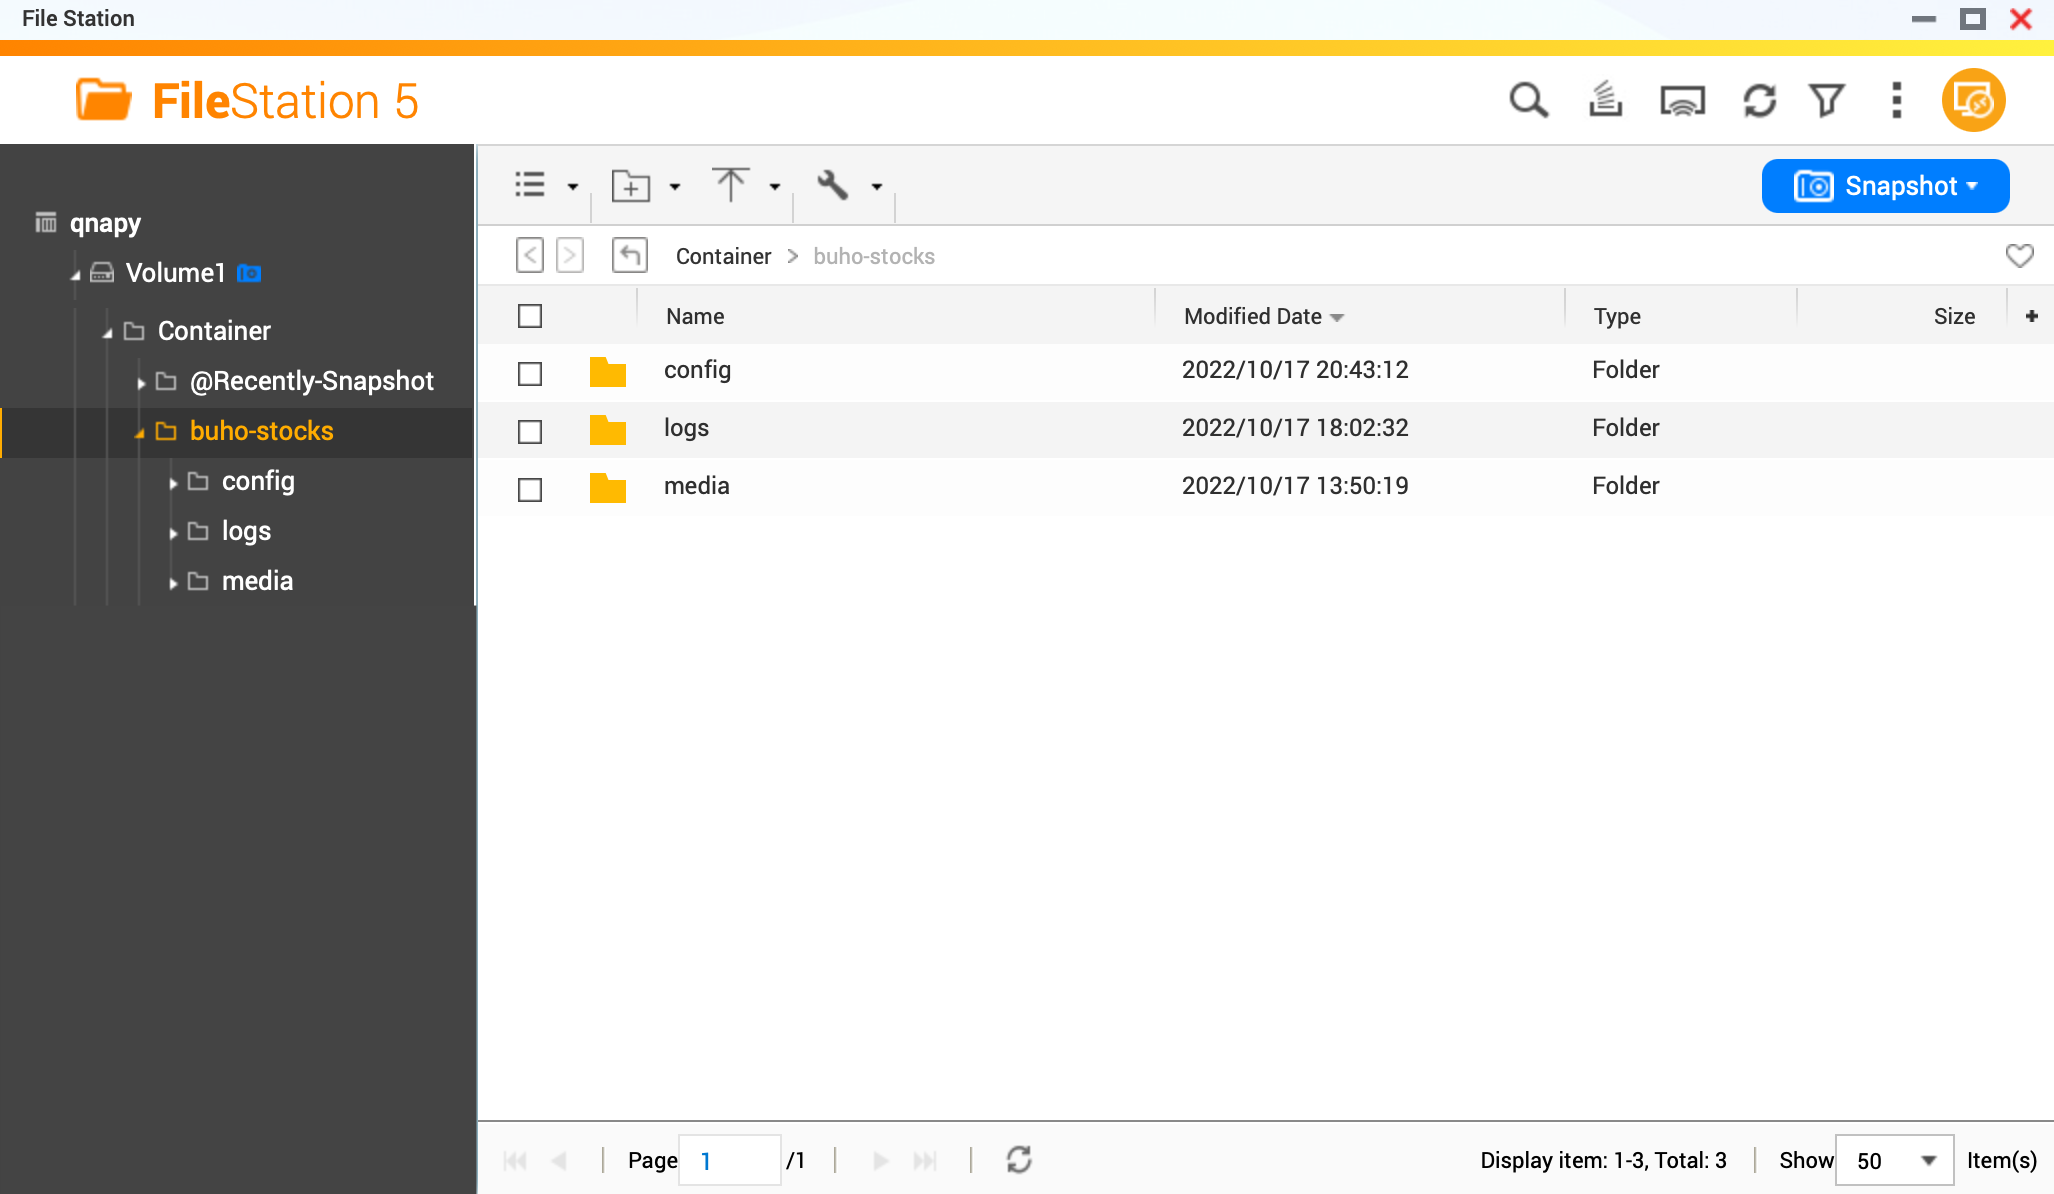 File Station
FileStation 5
qnapy
Volume1
Container
@Recently-Snapshot
buho-stocks
config
logs
media
Snapshot
Container > buho-stocks
Name Modified Date Type Size +
config 2022/10/17 20:43:12 Folder
logs 2022/10/17 18:02:32 Folder
media 2022/10/17 13:50:19 Folder
Page 1 /1 Display item: 1-3, Total: 3 Show 50 Item(s)